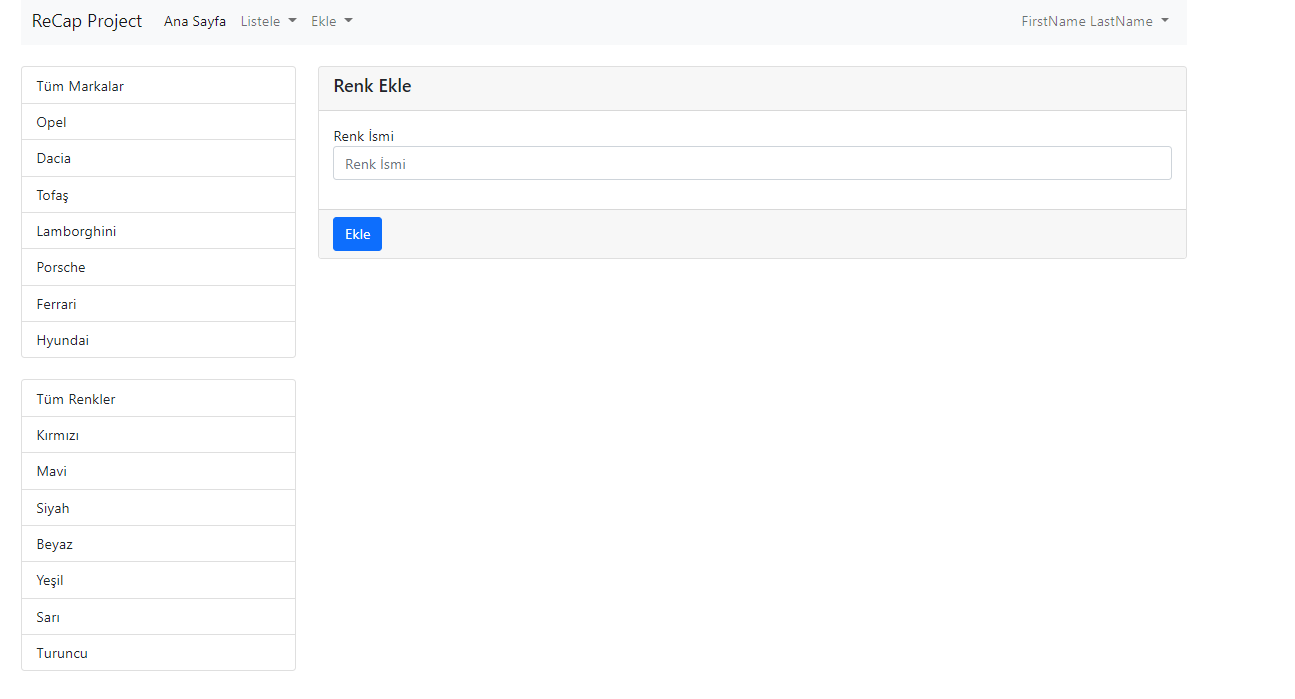 ReCap Project Ana Sayfa Listele Ekle FirstName LastName
Tüm Markalar
Opel
Dacia
Tofaş
Lamborghini
Porsche
Ferrari
Hyundai
Tüm Renkler
Kırmızı
Mavi
Siyah
Beyaz
Yeşil
Sarı
Turuncu
Renk Ekle
Renk İsmi
Renk İsmi
Ekle